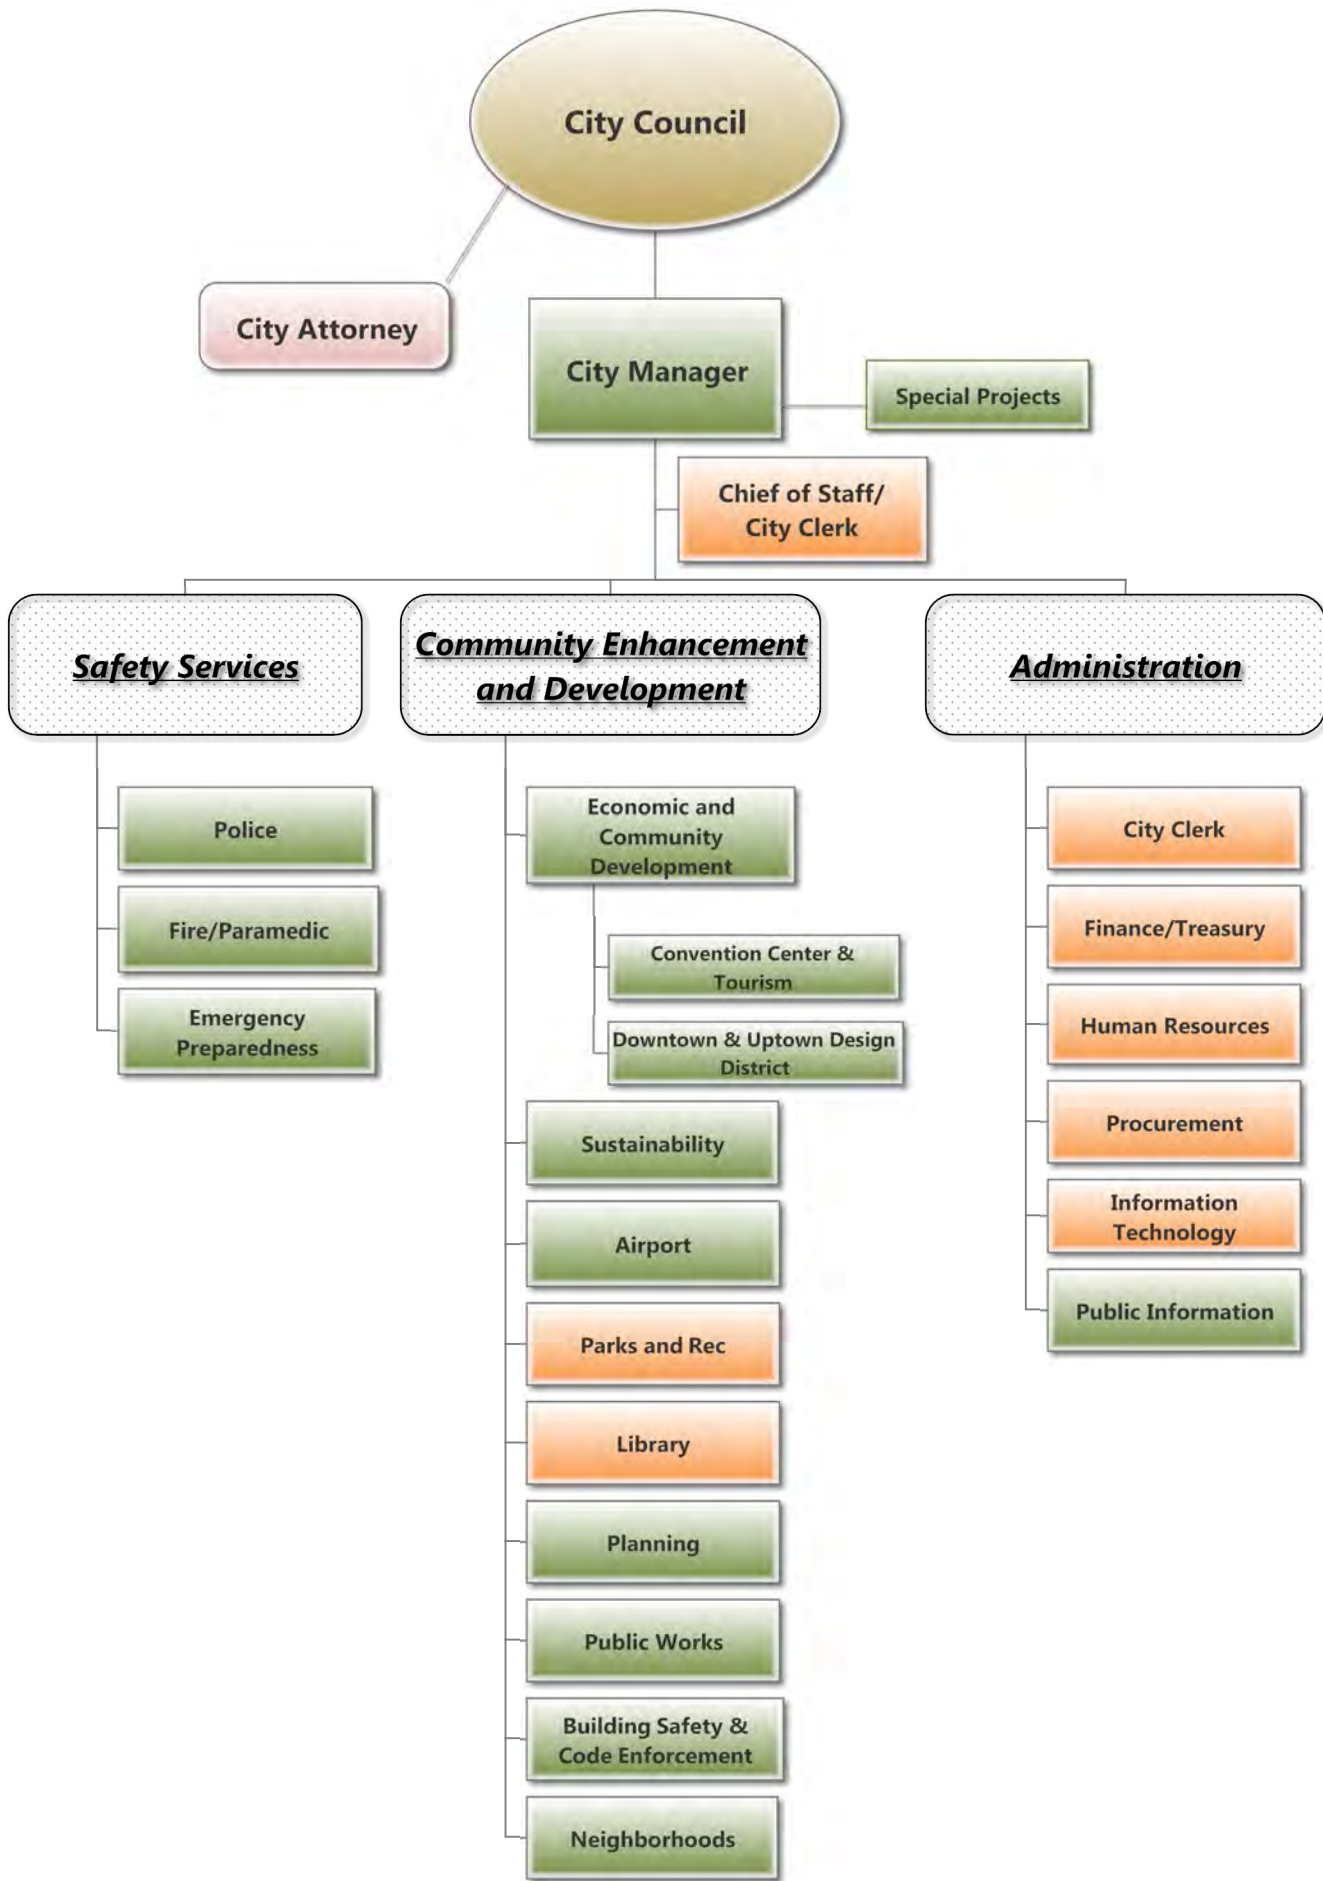 City Council
City Attorney
City Manager
Special Projects
Chief of Staff/
City Clerk
Safety Services
Community Enhancement
and Development
Administration
Police
Fire/Paramedic
Emergency
Preparedness
Economic and
Community
Development
Convention Center &
Tourism
Downtown & Uptown Design
District
Sustainability
Airport
Parks and Rec
Library
Planning
Public Works
Building Safety &
Code Enforcement
Neighborhoods
City Clerk
Finance/Treasury
Human Resources
Procurement
Information
Technology
Public Information